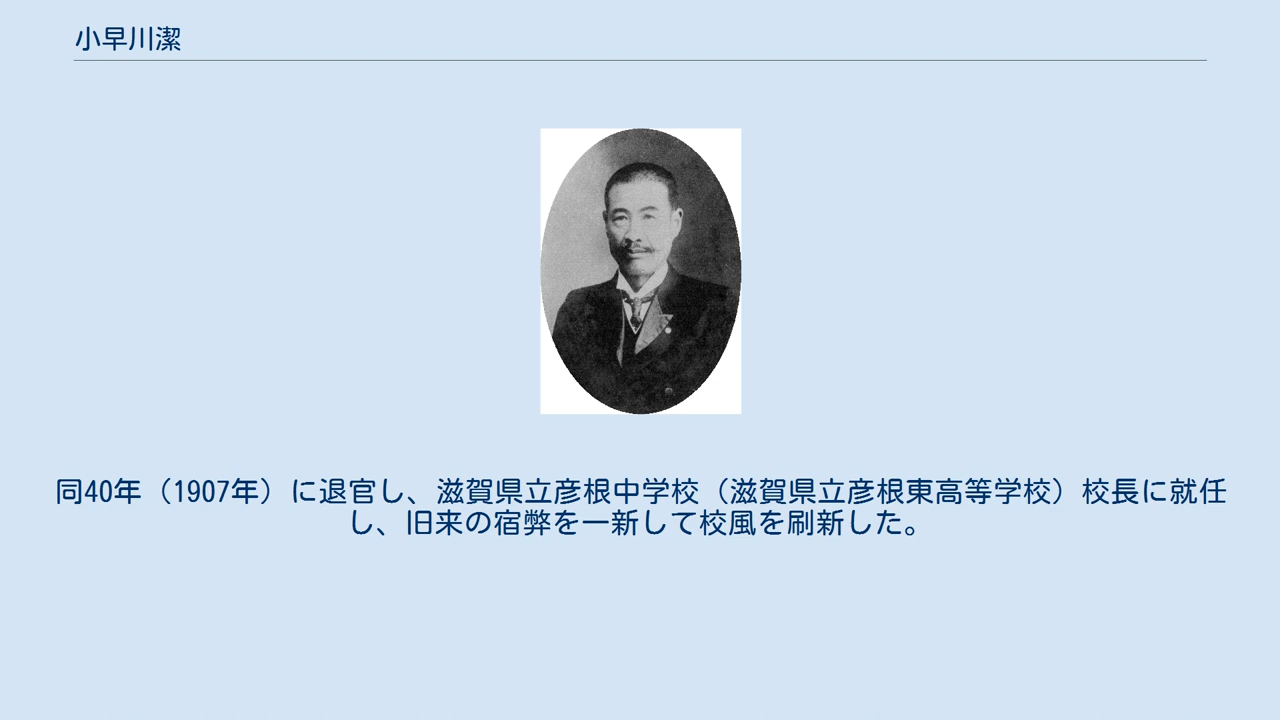 小早川潔
同40年（1907年）に退官し、滋賀県立彦根中学校（滋賀県立彦根東高等学校）校長に就任
し、旧来の宿弊を一新して校風を刷新した。